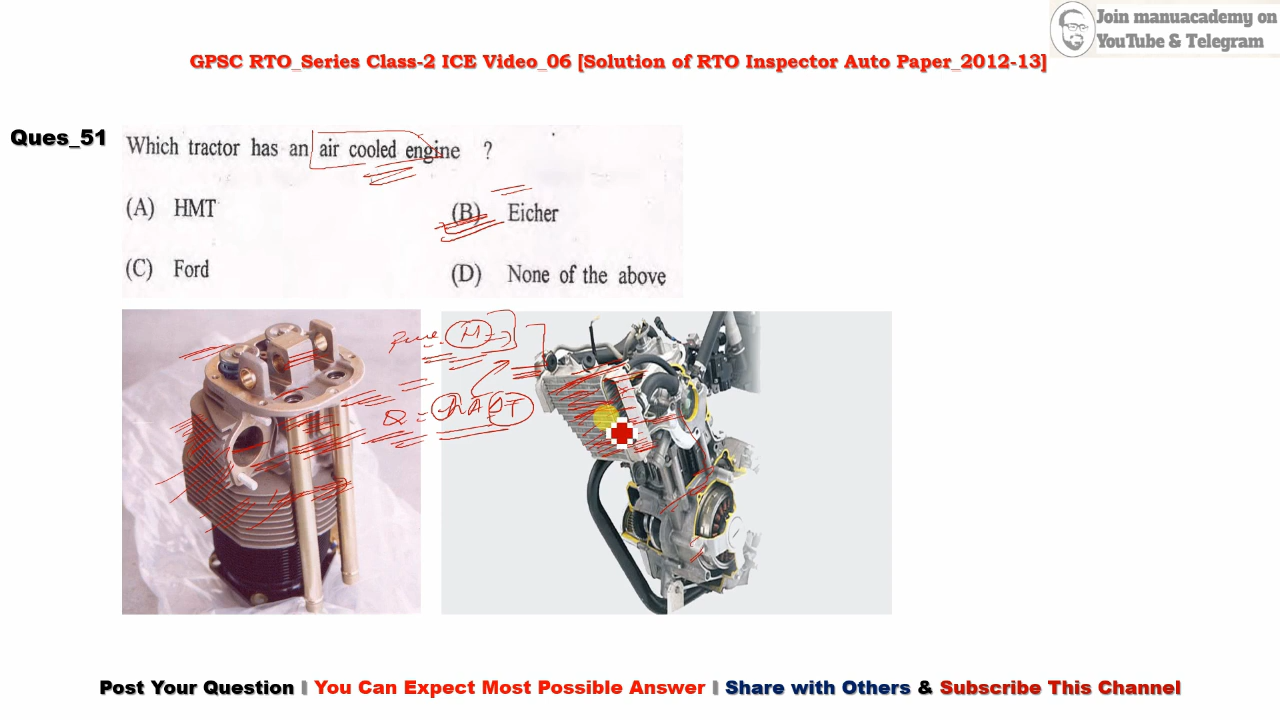 Join manuacademy on
YouTube & Telegram
GPSC RTO_Series Class-2 ICE Video_06 [Solution of RTO Inspector Auto Paper_2012-13]
Ques_51
Which tractor has an air cooled engine ?
(A) HMT
(B) Eicher
(C) Ford
(D) None of the above
Post Your Question | You Can Expect Most Possible Answer | Share with Others & Subscribe This Channel